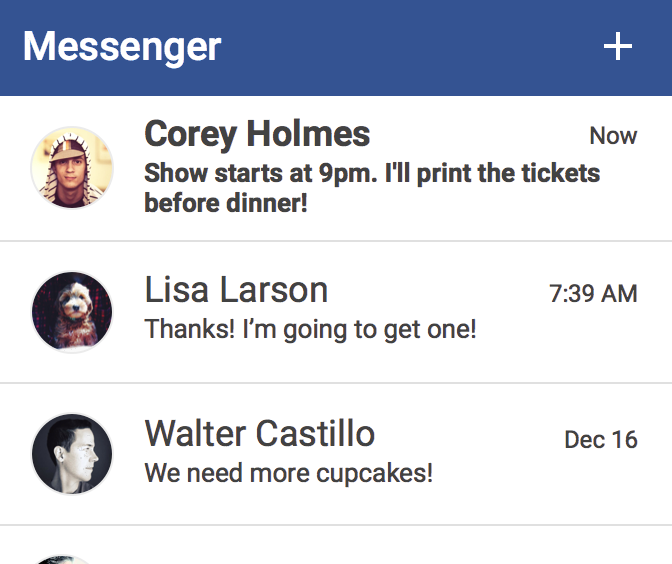 Messenger
Corey Holmes
Now
Show starts at 9pm. I'll print the tickets
before dinner!
Lisa Larson
7:39 AM
Thanks! I’m going to get one!
Walter Castillo
Dec 16
We need more cupcakes!